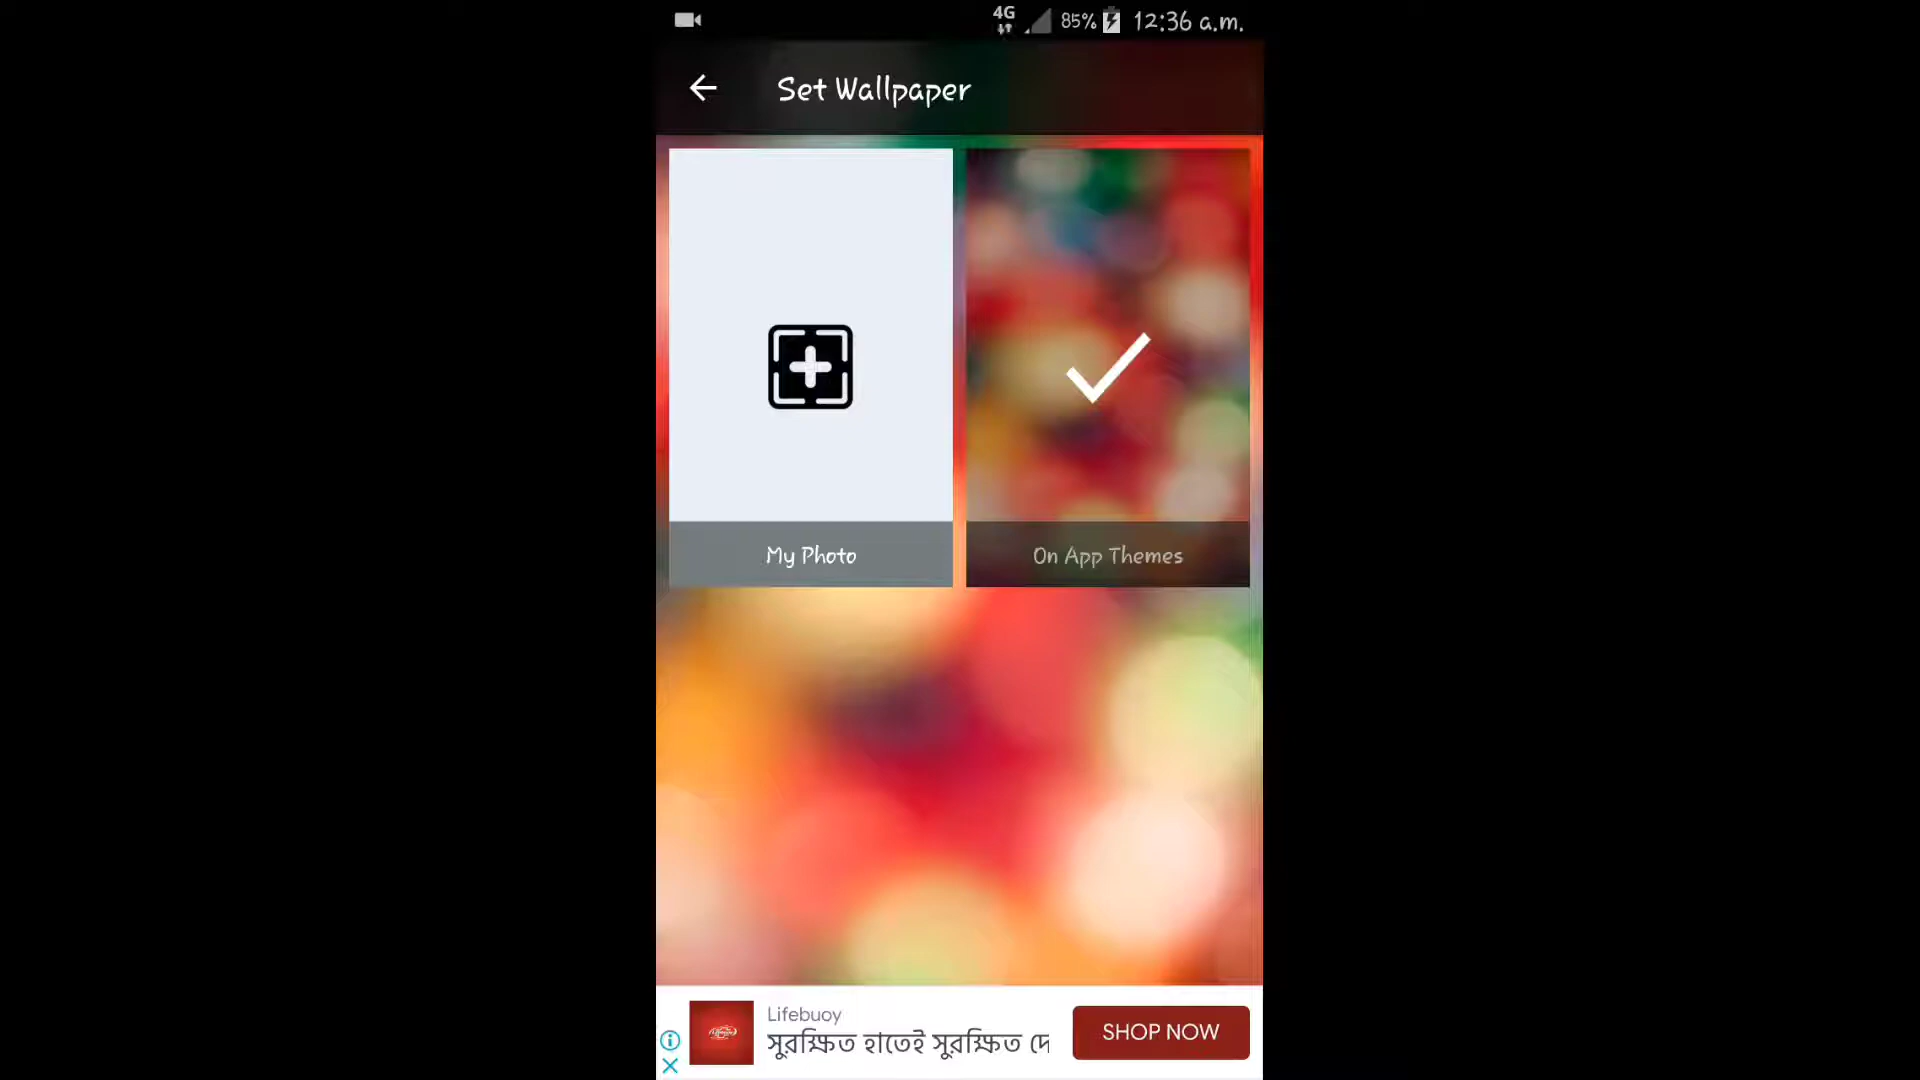 4G 85% 12:36 a.m.
Set Wallpaper
My Photo
On App Themes
Lifebuoy
সুরক্ষিত হাতেই সুরক্ষিত দে
SHOP NOW